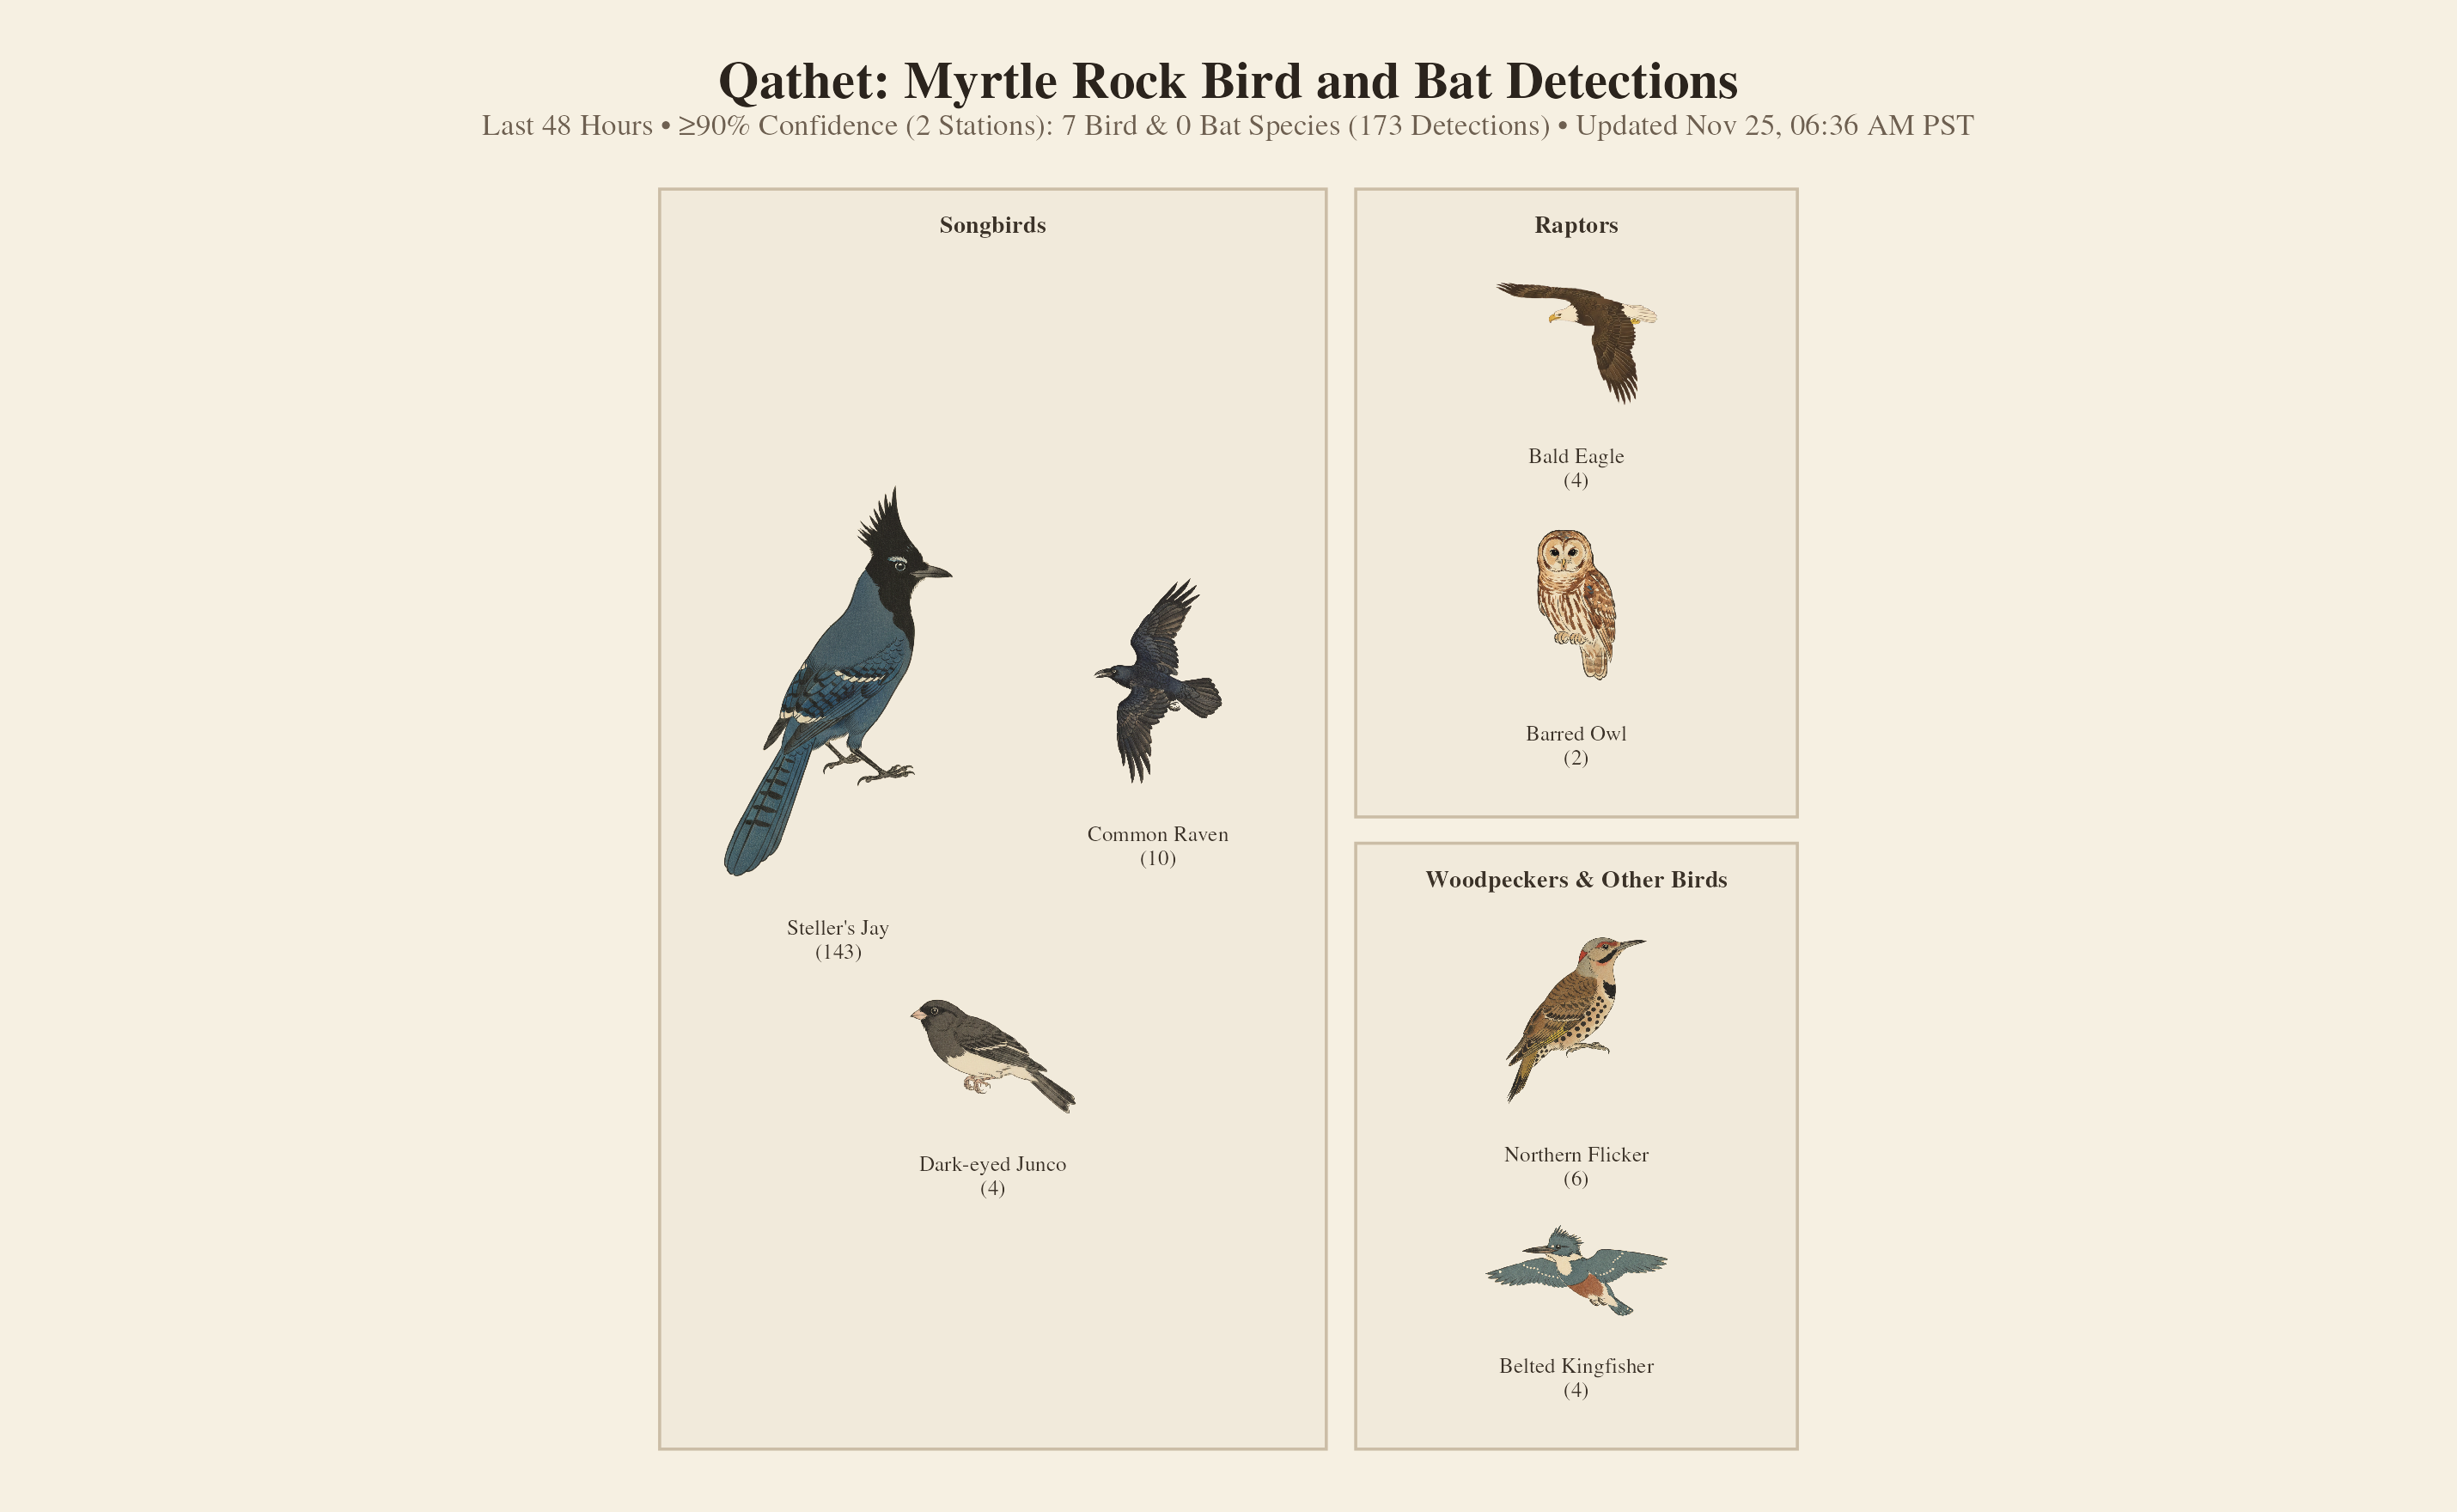 Qathet: Myrtle Rock Bird and Bat Detections
Last 48 Hours • ≥90% Confidence (2 Stations): 7 Bird & 0 Bat Species (173 Detections) • Updated Nov 25, 06:36 AM PST
Songbirds
Steller's Jay
(143)
Common Raven
(10)
Dark-eyed Junco
(4)
Raptors
Bald Eagle
(4)
Barred Owl
(2)
Woodpeckers & Other Birds
Northern Flicker
(6)
Belted Kingfisher
(4)